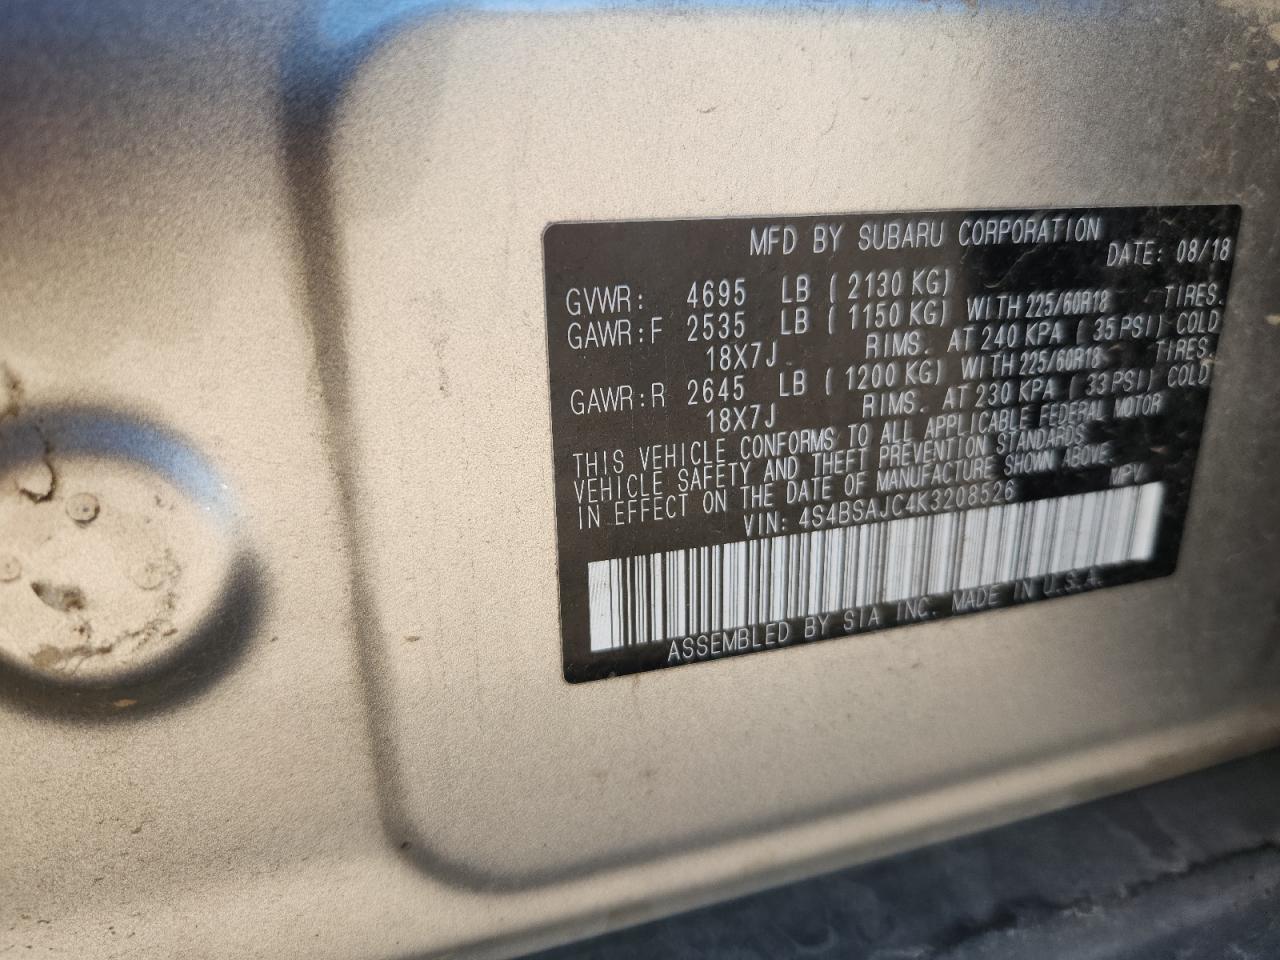 MFD BY SUBARU CORPORATION
DATE: 08/18
GVWR: 4695 LB ( 2130 KG)
GAWR:F 2535 LB ( 1150 KG) WITH 225/60R18 TIRES.
18X7J RIMS. AT 240 KPA ( 35 PSI) COLD
GAWR:R 2645 LB ( 1200 KG) WITH 225/60R18 TIRES.
18X7J RIMS. AT 230 KPA ( 33 PSI) COLD
THIS VEHICLE CONFORMS TO ALL APPLICABLE FEDERAL MOTOR
VEHICLE SAFETY AND THEFT PREVENTION STANDARDS
IN EFFECT ON THE DATE OF MANUFACTURE SHOWN ABOVE.
VIN: 4S4BSAJC4K3208526 MPV
ASSEMBLED BY SIA INC. MADE IN U.S.A.